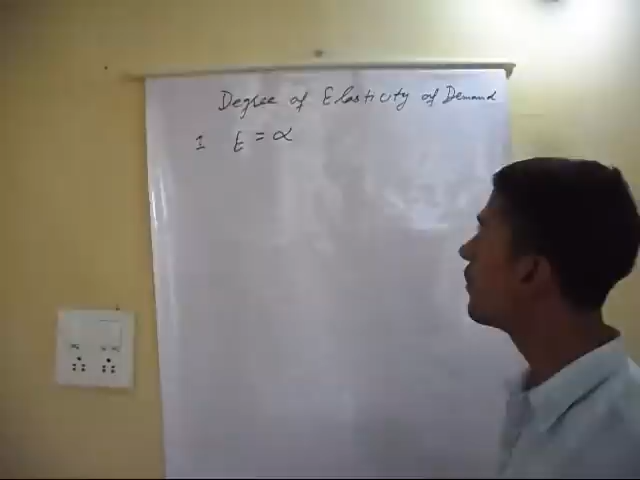 Degree of Elasticity of Demand
1 E = α